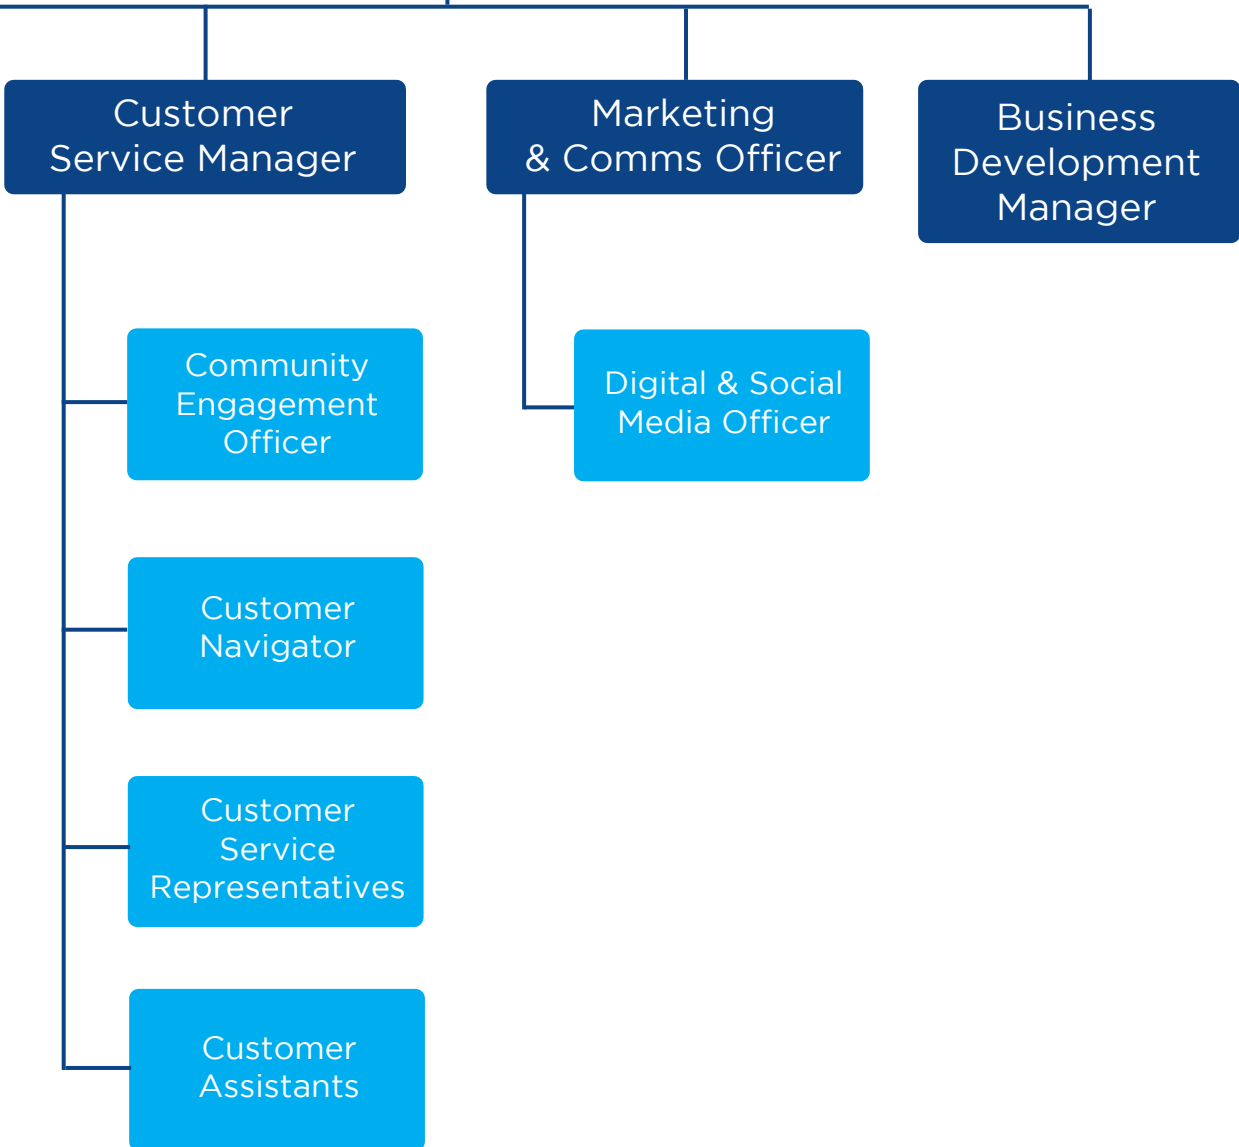 Customer
Service Manager
Marketing
& Comms Officer
Business
Development
Manager
Community
Engagement
Officer
Digital & Social
Media Officer
Customer
Navigator
Customer
Service
Representatives
Customer
Assistants